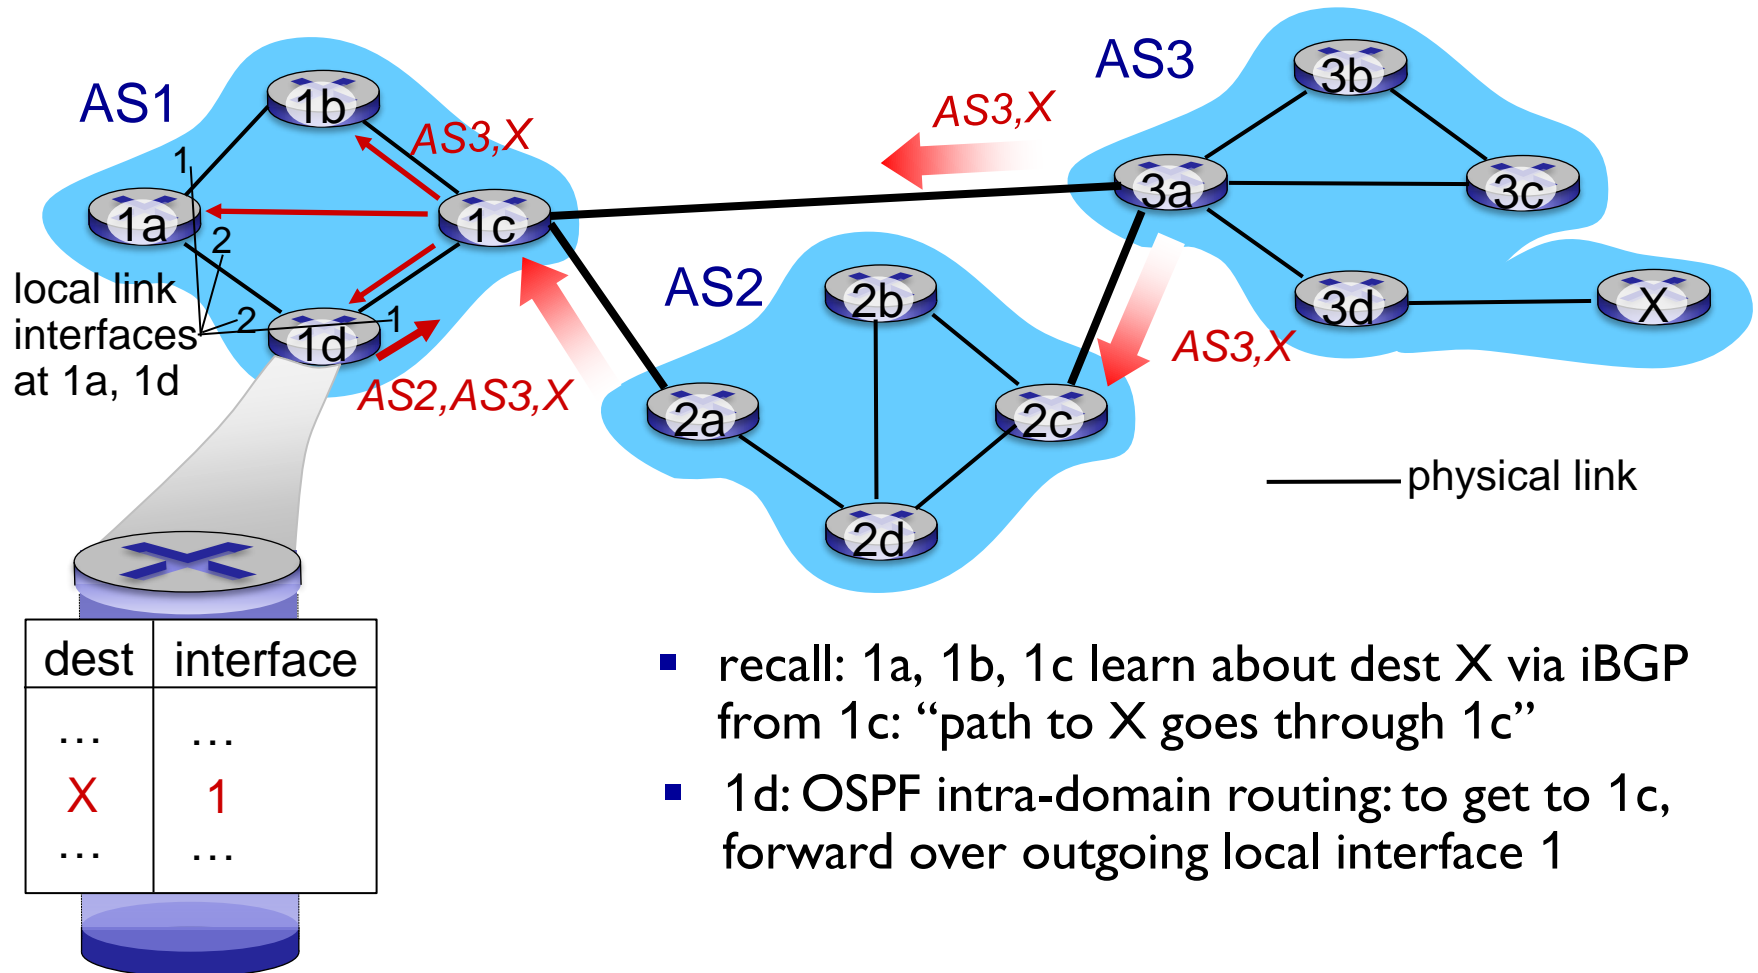 AS3
3b
AS1
1b
AS3,X
AS3,X
1
3a
3c
1a
1c
2
AS2
local link
interfaces
at 1a, 1d
2
1
1d
2b
3d
X
AS3,X
AS2,AS3,X
2a
2c
physical link
2d
dest interface
... ...
X 1
... ...
▪ recall: 1a, 1b, 1c learn about dest X via iBGP
from 1c: “path to X goes through 1c”
▪ 1d: OSPF intra-domain routing: to get to 1c,
forward over outgoing local interface 1